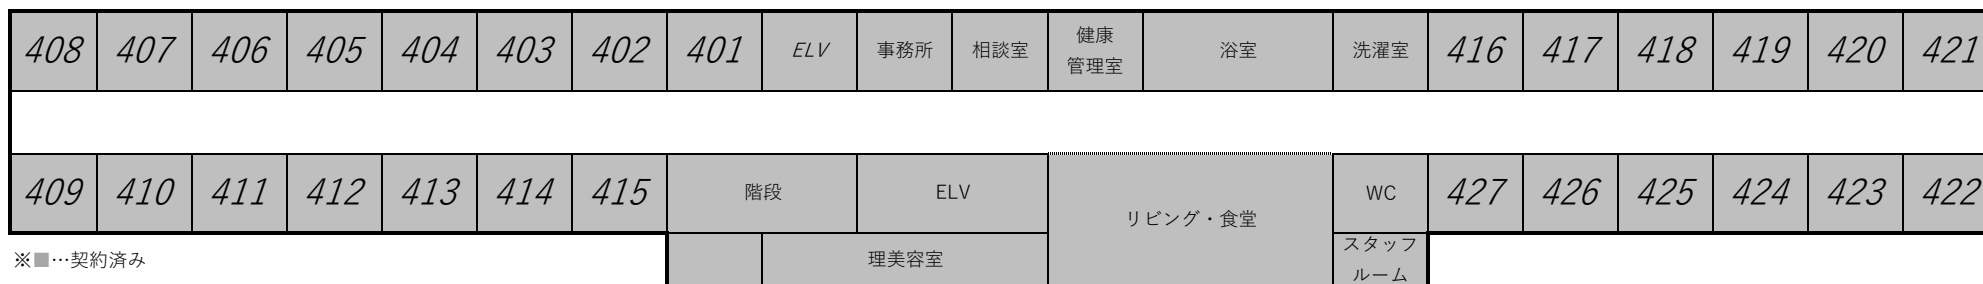 408 407 406 405 404 403 402 401 ELV 事務所 相談室 健康 浴室 洗濯室 416 417 418 419 420 421
管理室
409 410 411 412 413 414 415 階段 ELV リビング・食堂 WC 427 426 425 424 423 422
※■…契約済み 理美容室 スタッフ
ルーム